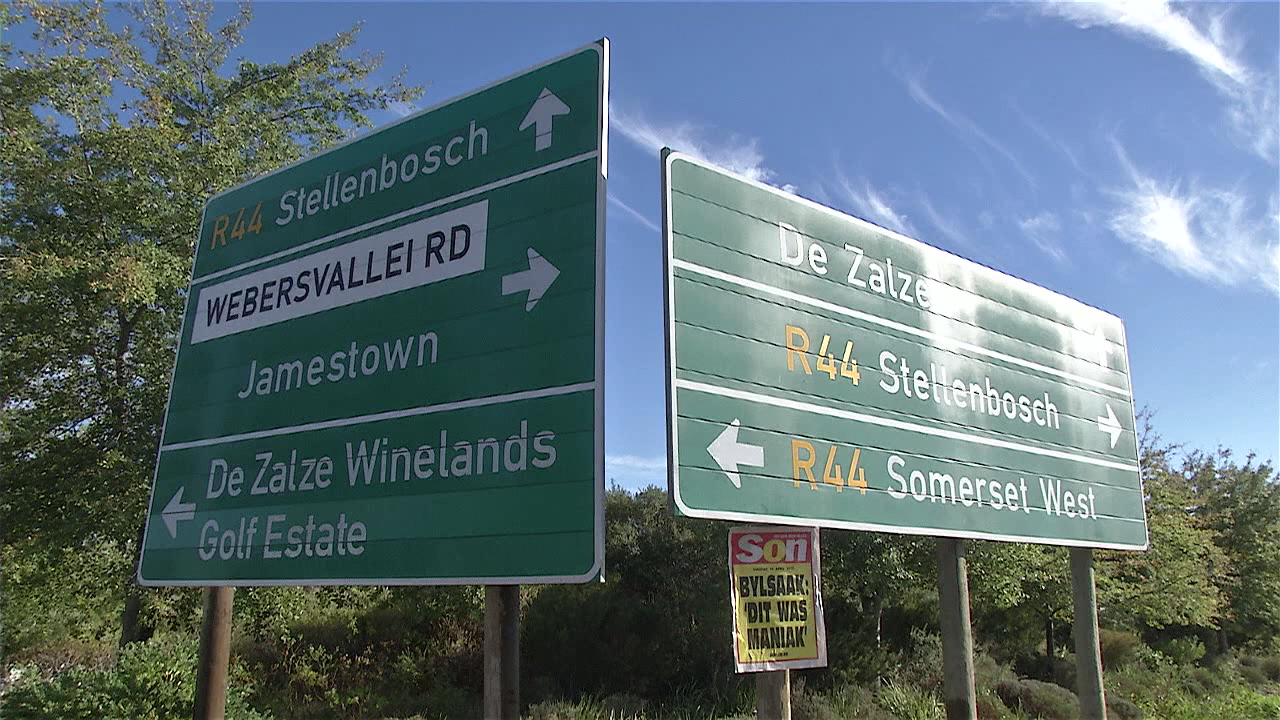 R44 Stellenbosch
WEBERSVALLEI RD
Jamestown
De Zalze Winelands
Golf Estate
De Zalze
R44 Stellenbosch
R44 Somerset West
Son
BYLSAAK:
'DIT WAS
MANIAK'